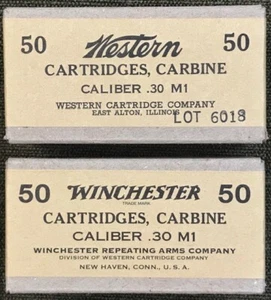 50 Western 50
CARTRIDGES, CARBINE
CALIBER .30 M1
WESTERN CARTRIDGE COMPANY
EAST ALTON, ILLINOIS
LOT 6018
50 WINCHESTER 50
TRADE MARK
CARTRIDGES, CARBINE
CALIBER .30 M1
WINCHESTER REPEATING ARMS COMPANY
DIVISION OF WESTERN CARTRIDGE COMPANY
NEW HAVEN, CONN., U. S. A.